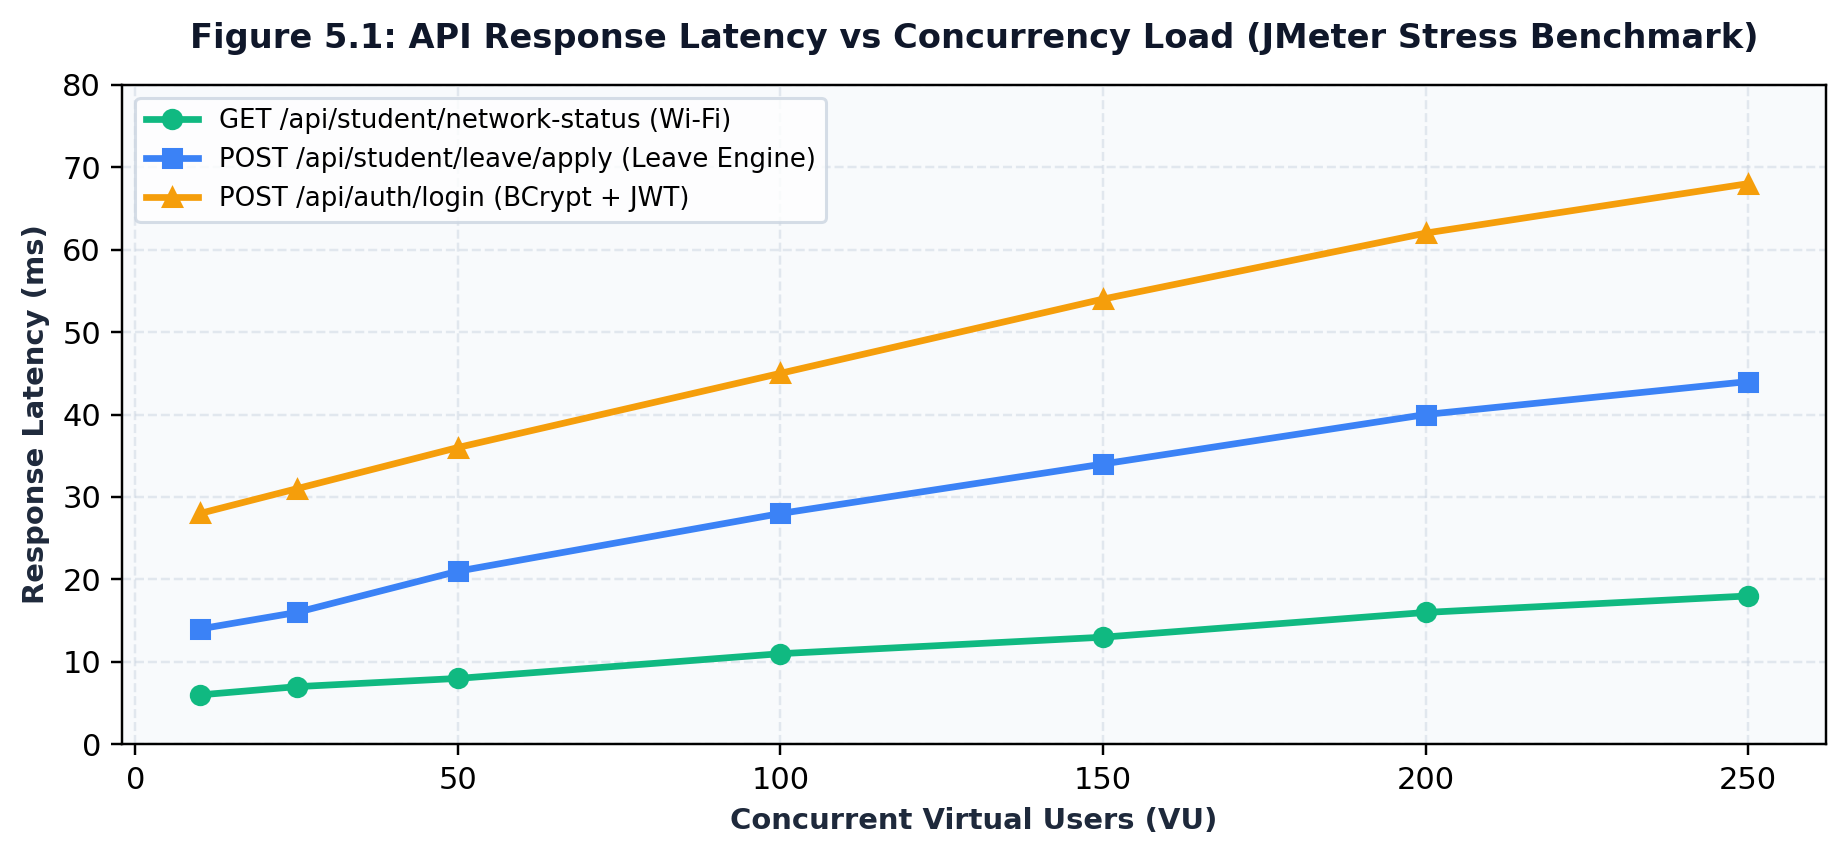 Figure 5.1: API Response Latency vs Concurrency Load (JMeter Stress Benchmark)
80
70
60
50
40
30
20
10
0
Response Latency (ms)
GET /api/student/network-status (Wi-Fi)
POST /api/student/leave/apply (Leave Engine)
POST /api/auth/login (BCrypt + JWT)
0 50 100 150 200 250
Concurrent Virtual Users (VU)